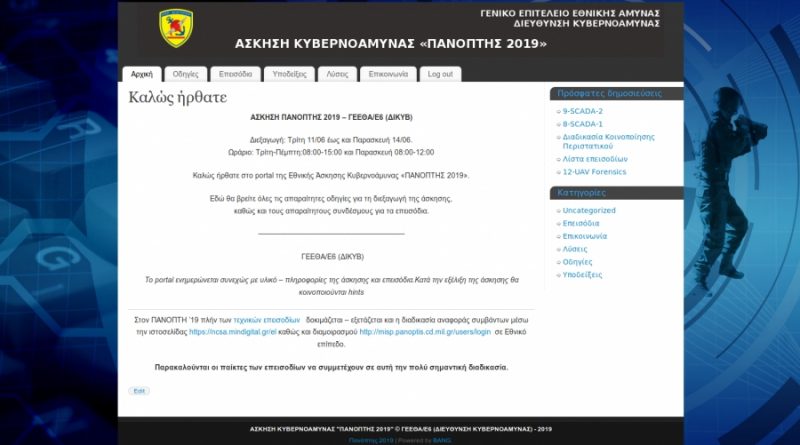 ΓΕΝΙΚΟ ΕΠΙΤΕΛΕΙΟ ΕΘΝΙΚΗΣ ΑΜΥΝΑΣ
ΔΙΕΥΘΥΝΣΗ ΚΥΒΕΡΝΟΑΜΥΝΑΣ
ΑΣΚΗΣΗ ΚΥΒΕΡΝΟΑΜΥΝΑΣ «ΠΑΝΟΠΤΗΣ 2019»
Αρχική Οδηγίες Επεισόδια Υποδείξεις Λύσεις Επικοινωνία Log out
Καλώς ήρθατε
ΑΣΚΗΣΗ ΠΑΝΟΠΤΗΣ 2019 – ΓΕΕΘΑ/Ε6 (ΔΙΚΥΒ)
Διεξαγωγή: Τρίτη 11/06 έως και Παρασκευή 14/06.
Ωράριο: Τρίτη-Πέμπτη:08:00-15:00 και Παρασκευή 08:00-12:00
Καλώς ήρθατε στο portal της Εθνικής Άσκησης Κυβερνοάμυνας «ΠΑΝΟΠΤΗΣ 2019».
Εδώ θα βρείτε όλες τις απαραίτητες οδηγίες για τη διεξαγωγή της άσκησης,
καθώς και τους απαραίτητους συνδέσμους για τα επεισόδια.
ΓΕΕΘΑ/Ε6 (ΔΙΚΥΒ)
Το portal ενημερώνεται συνεχώς με υλικό – πληροφορίες της άσκησης και επεισόδια.Κατά την εξέλιξη της άσκησης θα
κοινοποιούνται hints
Στον ΠΑΝΟΠΤΗ '19 πλήν των τεχνικών επεισοδίων δοκιμάζεται – εξετάζεται και η διαδικασία αναφοράς συμβάντων μέσω
την ιστοσελίδας https://ncsa.mindigital.gr/el καθώς και διαμοιρασμού http://misp.panoptis.cd.mil.gr/users/login σε Εθνικό
επίπεδο.
Παρακαλούνται οι παίκτες των επεισοδίων να συμμετέχουν σε αυτή την πολύ σημαντική διαδικασία.
Edit
Πρόσφατες δημοσιεύσεις
9-SCADA-2
8-SCADA-1
Διαδικασία Κοινοποίησης
Περιστατικού
Λίστα επεισοδίων
12-UAV Forensics
Κατηγορίες
Uncategorized
Επεισόδια
Επικοινωνία
Λύσεις
Οδηγίες
Υποδείξεις
ΑΣΚΗΣΗ ΚΥΒΕΡΝΟΑΜΥΝΑΣ "ΠΑΝΟΠΤΗΣ 2019" © ΓΕΕΘΑ/Ε6 (ΔΙΕΥΘΥΝΣΗ ΚΥΒΕΡΝΟΑΜΥΝΑΣ) - 2019
Πανόπτης 2019 | Powered by BANG